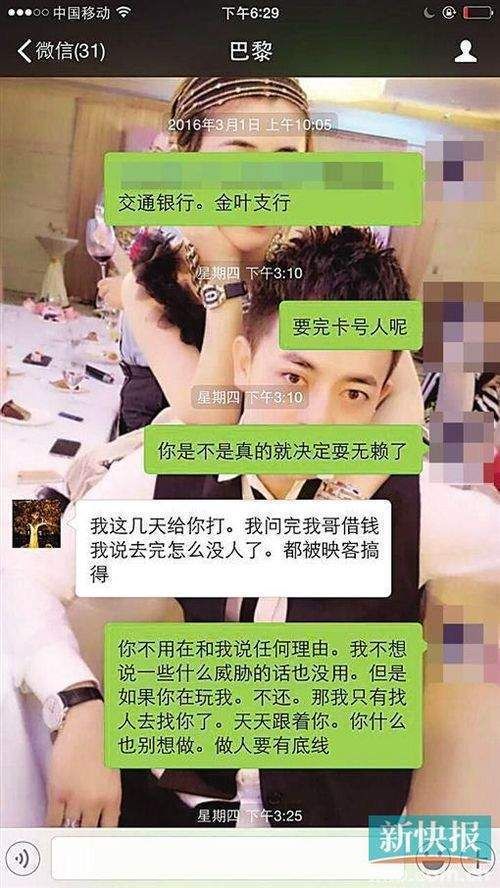 中国移动
下午6:29
微信(31)
巴黎
2016年3月1日 上午10:05
交通银行。金叶支行
星期四 下午3:10
要完卡号人呢
星期四 下午3:10
你是不是真的就决定耍无赖了
我这几天给你打。我问完我哥借钱
我说去完怎么没人了。都被映客搞
得
你不用在和我说任何理由。我不想
说一些什么威胁的话也没用。但是
如果你在玩我。不还。那我只有找
人去找你了。天天跟着你。你什么
也别想做。做人要有底线
星期四 下午3:25
新快报